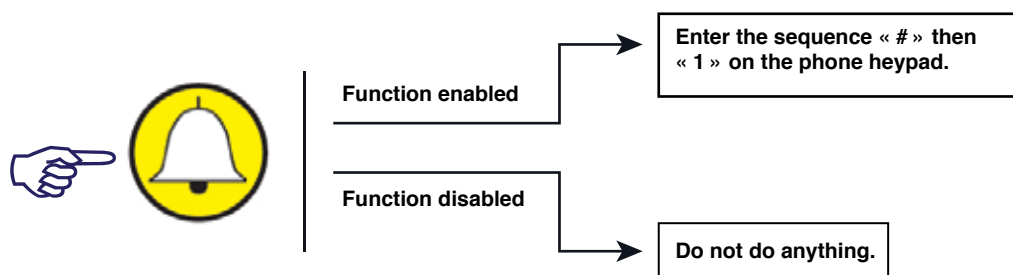 Enter the sequence « # » then
« 1 » on the phone heypad.
Function enabled
Function disabled
Do not do anything.